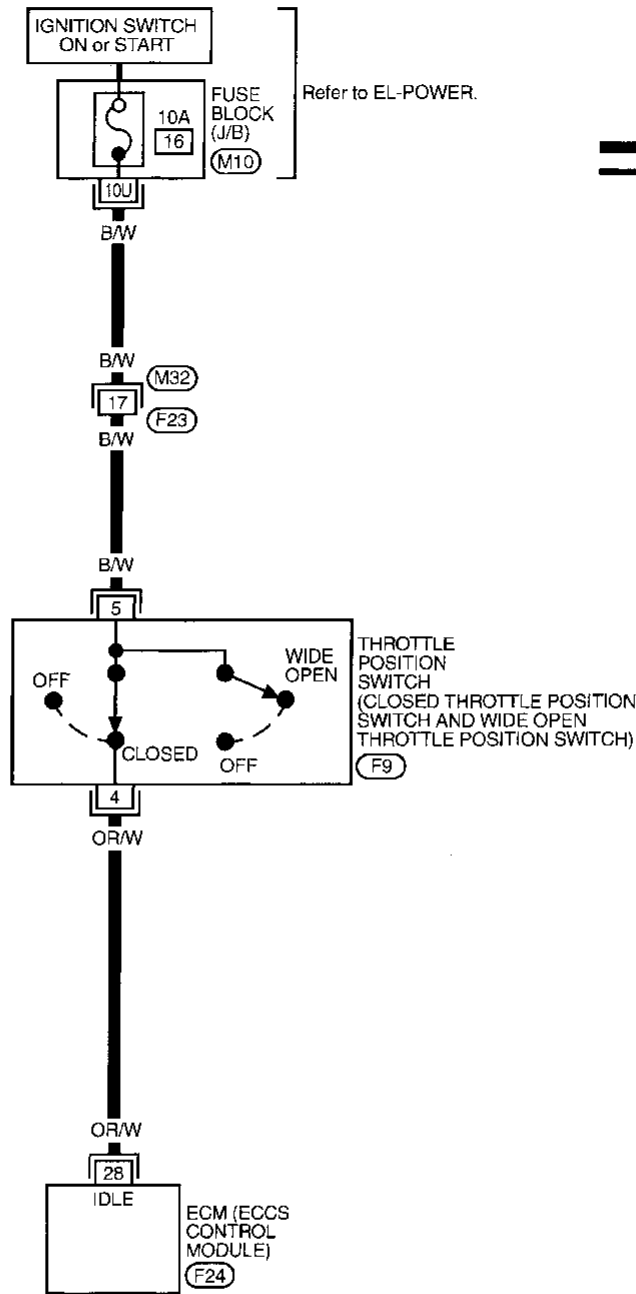 IGNITION SWITCH
ON or START
Refer to EL-POWER.
FUSE
BLOCK
(J/B)
10A
16
M10
10U
B/W
B/W
M32
17
F23
B/W
B/W
5
OFF
WIDE
OPEN
CLOSED
OFF
THROTTLE
POSITION
SWITCH
(CLOSED THROTTLE POSITION
SWITCH AND WIDE OPEN
THROTTLE POSITION SWITCH)
F9
4
OR/W
OR/W
28
IDLE
ECM (ECCS
CONTROL
MODULE)
F24